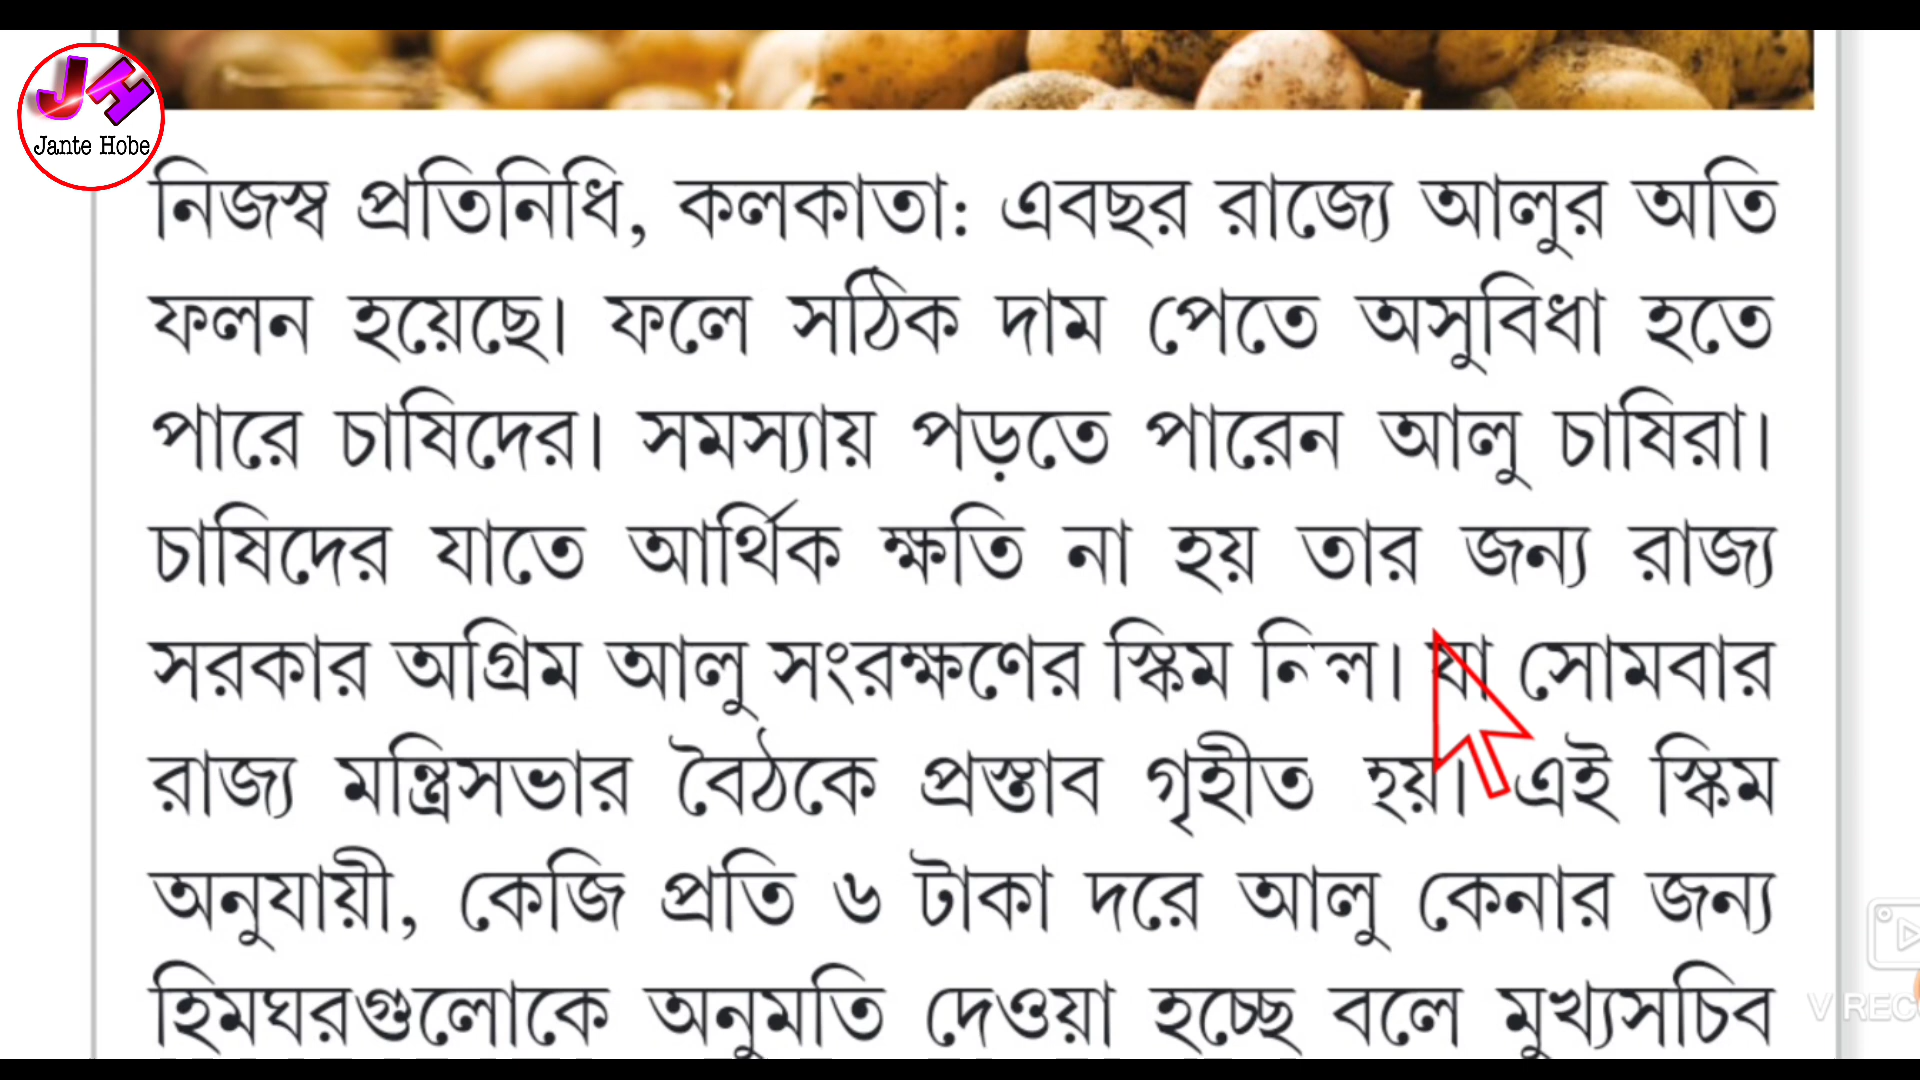 JH
Jante Hobe
নিজস্ব প্রতিনিধি, কলকাতা: এবছর রাজ্যে আলুর অতি
ফলন হয়েছে। ফলে সঠিক দাম পেতে অসুবিধা হতে
পারে চাষিদের। সমস্যায় পড়তে পারেন আলু চাষিরা।
চাষিদের যাতে আর্থিক ক্ষতি না হয় তার জন্য রাজ্য
সরকার অগ্রিম আলু সংরক্ষণের স্কিম নিল। যা সোমবার
রাজ্য মন্ত্রিসভার বৈঠকে প্রস্তাব গৃহীত হয়। এই স্কিম
অনুযায়ী, কেজি প্রতি ৬ টাকা দরে আলু কেনার জন্য
হিমঘরগুলোকে অনুমতি দেওয়া হচ্ছে বলে মুখ্যসচিব